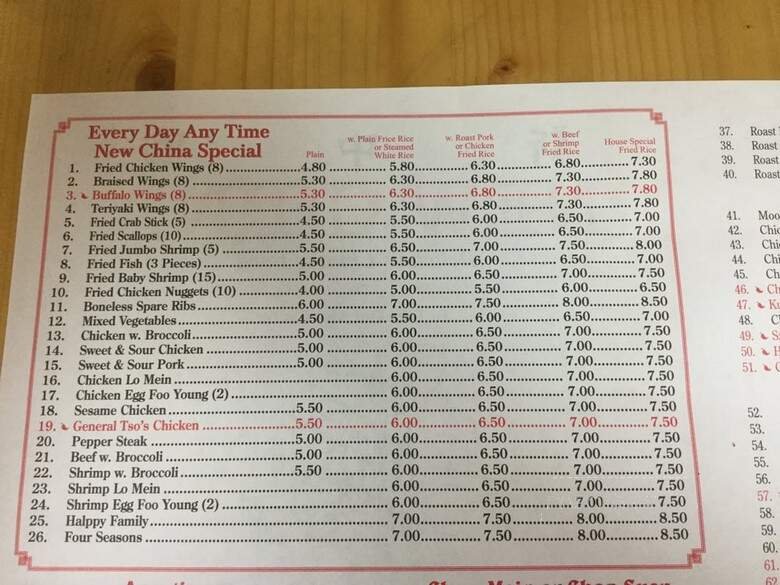 Every Day Any Time
New China Special
Plain
w. Plain Frice Rice
or Steamed
White Rice
w. Roast Pork
or Chicken
Fried Rice
w. Beef
or Shrimp
Fried Rice
House Special
Fried Rice
1. Fried Chicken Wings (8) 4.80 5.80 6.30 6.80 7.30
2. Braised Wings (8) 5.30 6.30 6.80 7.30 7.80
3. Buffalo Wings (8) 5.30 6.30 6.80 7.30 7.80
4. Teriyaki Wings (8) 5.30 6.30 6.80 7.30 7.80
5. Fried Crab Stick (5) 4.50 5.50 6.00 6.50 7.00
6. Fried Scallops (10) 4.50 5.50 6.00 6.50 7.00
7. Fried Jumbo Shrimp (5) 5.50 6.50 7.00 7.50 8.00
8. Fried Fish (3 Pieces) 4.50 5.50 6.00 6.50 7.00
9. Fried Baby Shrimp (15) 5.00 6.00 6.50 7.00 7.50
10. Fried Chicken Nuggets (10) 4.00 5.00 5.50 6.00 6.50
11. Boneless Spare Ribs 6.00 7.00 7.50 8.00 8.50
12. Mixed Vegetables 4.50 5.50 6.00 6.50 7.00
13. Chicken w. Broccoli 5.00 6.00 6.50 7.00 7.50
14. Sweet & Sour Chicken 5.00 6.00 6.50 7.00 7.50
15. Sweet & Sour Pork 5.00 6.00 6.50 7.00 7.50
16. Chicken Lo Mein 6.00 6.50 7.00 7.50
17. Chicken Egg Foo Young (2) 6.00 6.50 7.00 7.50
18. Sesame Chicken 5.50 6.00 6.50 7.00 7.50
19. General Tso's Chicken 5.50 6.00 6.50 7.00 7.50
20. Pepper Steak 5.00 6.00 6.50 7.00 7.50
21. Beef w. Broccoli 5.00 6.00 6.50 7.00 7.50
22. Shrimp w. Broccoli 5.50 6.00 6.50 7.00 7.50
23. Shrimp Lo Mein 6.00 6.50 7.00 7.50
24. Shrimp Egg Foo Young (2) 6.00 6.50 7.00 7.50
25. Halppy Family 7.00 7.50 8.00 8.50
26. Four Seasons 7.00 7.50 8.00 8.50
37. Roast
38. Roast
39. Roast
40. Roast
41. Moo
42. Chic
43. Chi
44. Chi
45. Ch
46. Ch
47. Ku
48.
49.
50.
51.
52.
53.
54.
55.
56.
57.
58.
59.
60.
61.